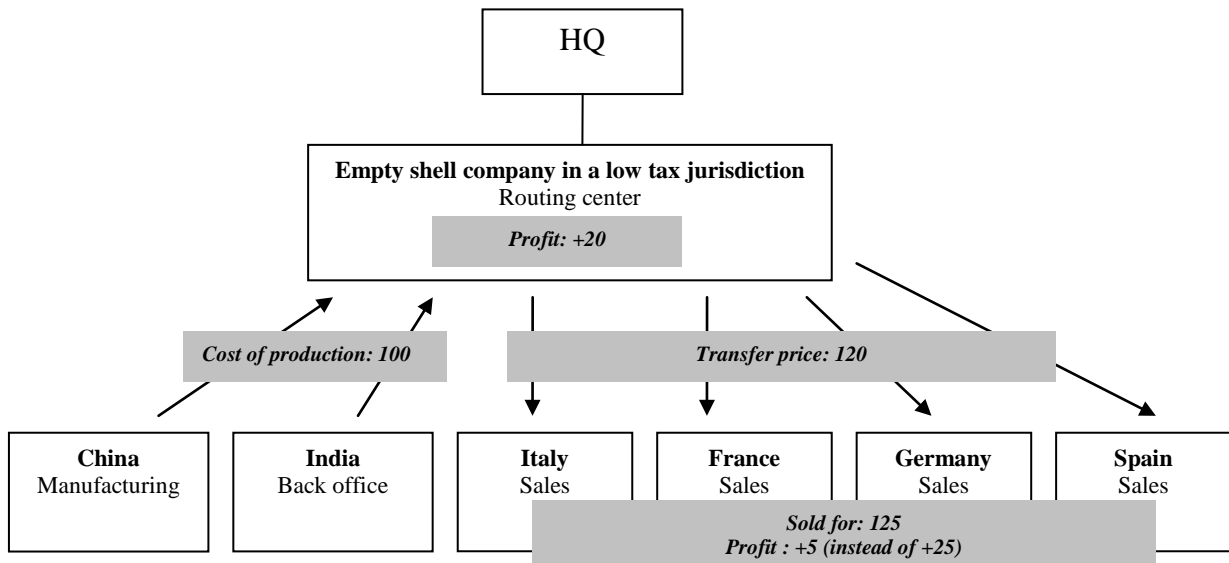 HQ
Empty shell company in a low tax jurisdiction
Routing center
Profit: +20
Cost of production: 100
Transfer price: 120
China
Manufacturing
India
Back office
Italy
Sales
France
Sales
Germany
Sales
Spain
Sales
Sold for: 125
Profit : +5 (instead of +25)